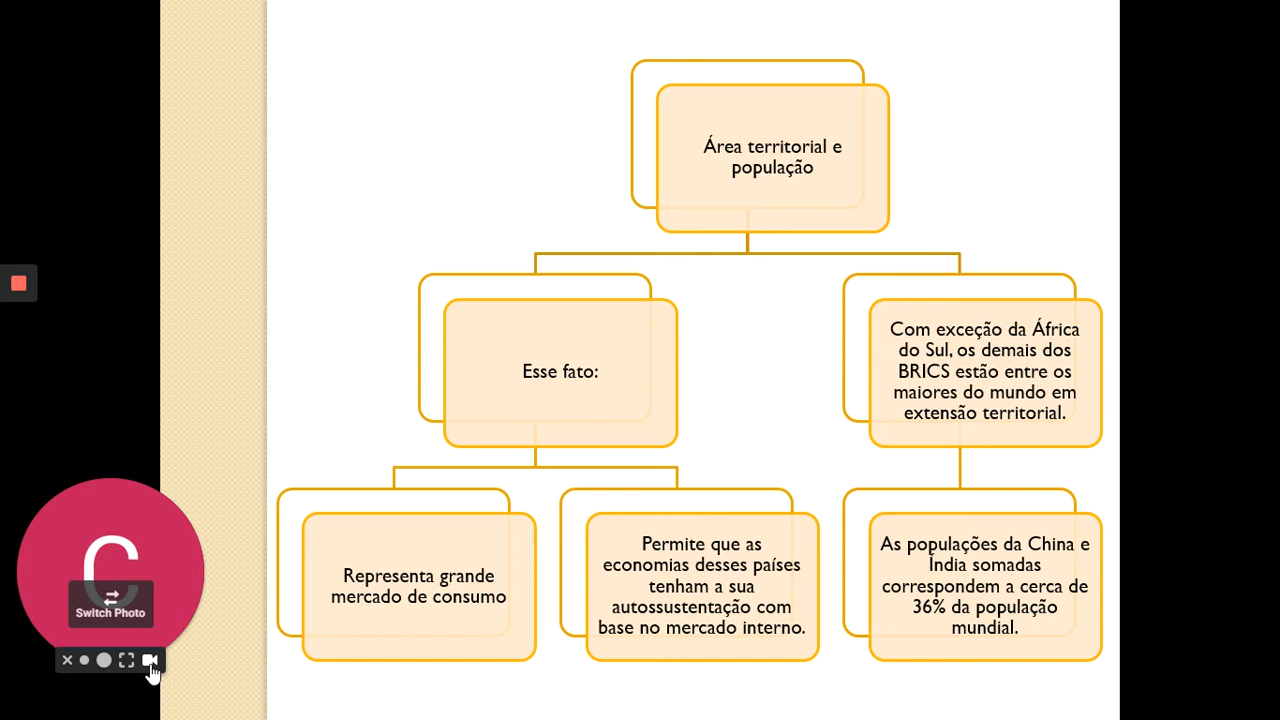 Área territorial e
população
Esse fato:
Com exceção da África
do Sul, os demais dos
BRICS estão entre os
maiores do mundo em
extensão territorial.
Representa grande
mercado de consumo
Permite que as
economias desses países
tenham a sua
autossustentação com
base no mercado interno.
As populações da China e
Índia somadas
correspondem a cerca de
36% da população
mundial.
C
Switch Photo